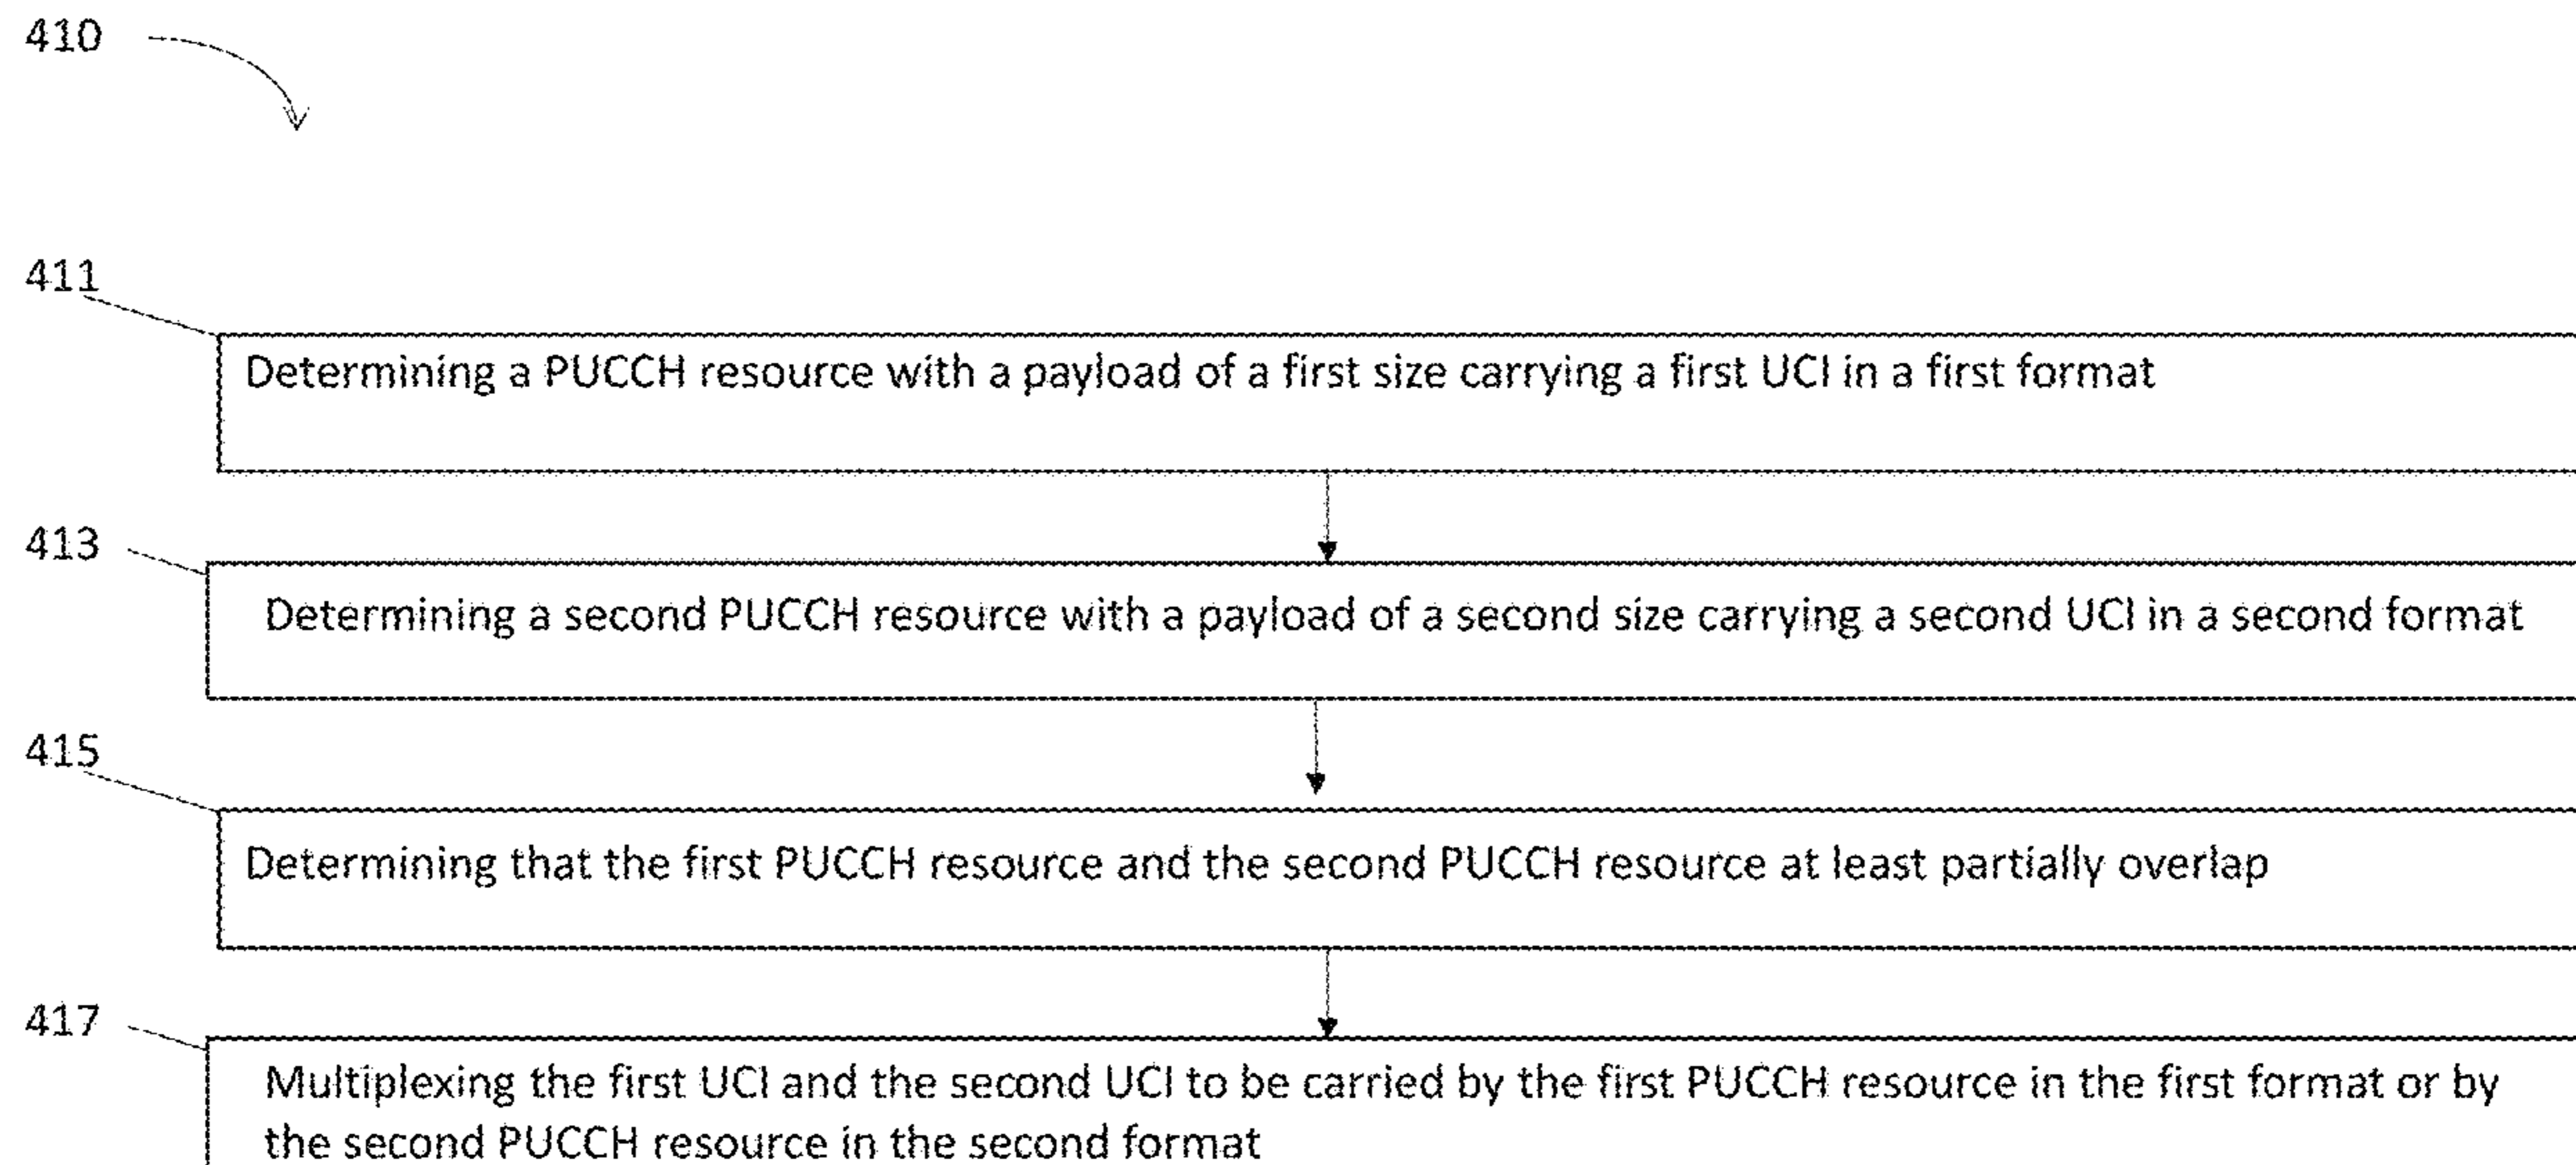 410
411
Determining a PUCCH resource with a payload of a first size carrying a first UCI in a first format
413
Determining a second PUCCH resource with a payload of a second size carrying a second UCI in a second format
415
Determining that the first PUCCH resource and the second PUCCH resource at least partially overlap
417
Multiplexing the first UCI and the second UCI to be carried by the first PUCCH resource in the first format or by
the second PUCCH resource in the second format